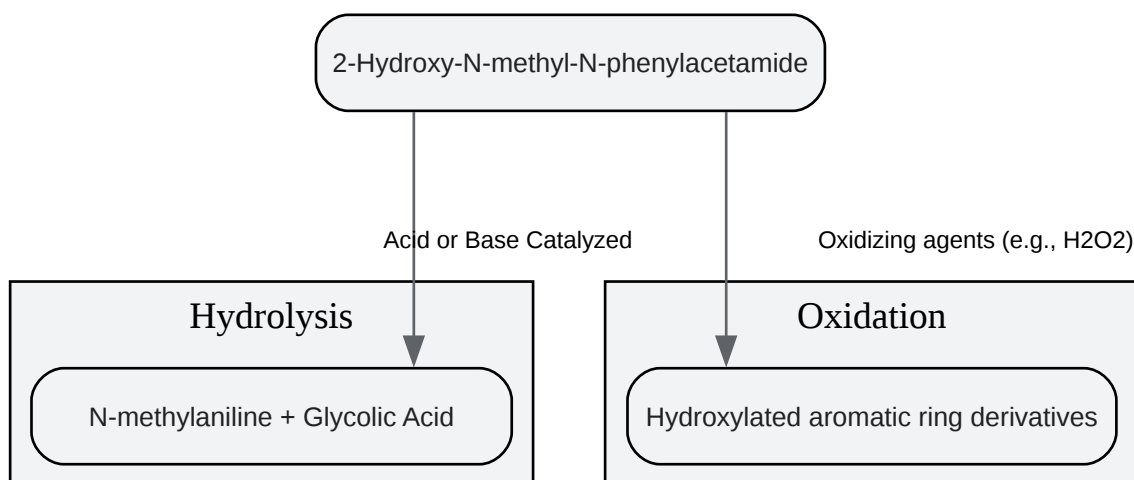 2-Hydroxy-N-methyl-N-phenylacetamide
Acid or Base Catalyzed
Oxidizing agents (e.g., H2O2)
Hydrolysis
Oxidation
N-methylaniline + Glycolic Acid
Hydroxylated aromatic ring derivatives